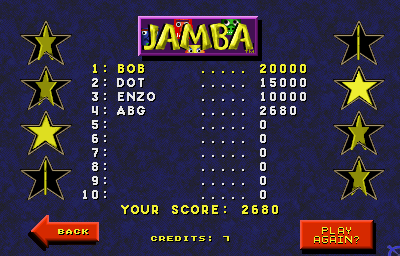 JAMBA™
1: BOB ..... 20000
2: DOT ..... 15000
3: ENZO ..... 10000
4: ABG ..... 2680
5: ..... 0
6: ..... 0
7: ..... 0
8: ..... 0
9: ..... 0
10: ..... 0
YOUR SCORE: 2680
BACK
CREDITS: 7
PLAY
AGAIN?